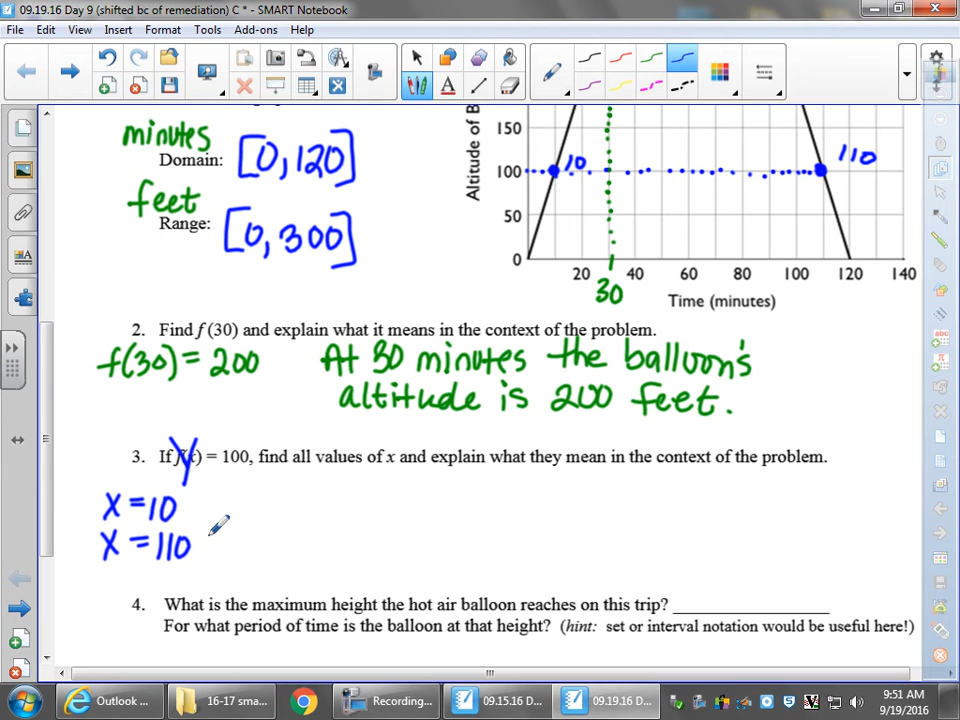 09.19.16 Day 9 (shifted bc of remediation) C * - SMART Notebook
File Edit View Insert Format Tools Add-ons Help
minutes
Domain: [0, 120]
feet
Range: [0, 300]
Altitude of B
150
100
50
0
10
110
20 40 60 80 100 120 140
30
Time (minutes)
2. Find f (30) and explain what it means in the context of the problem.
f(30) = 200 At 30 minutes the balloon's
altitude is 200 feet.
3. If f(x) = 100, find all values of x and explain what they mean in the context of the problem.
y
x = 10
x = 110
4. What is the maximum height the hot air balloon reaches on this trip? ________________
For what period of time is the balloon at that height? (hint: set or interval notation would be useful here!)
Outlook ...
16-17 sma...
Recording...
09.15.16 D...
09.19.16 D...
9:51 AM
9/19/2016